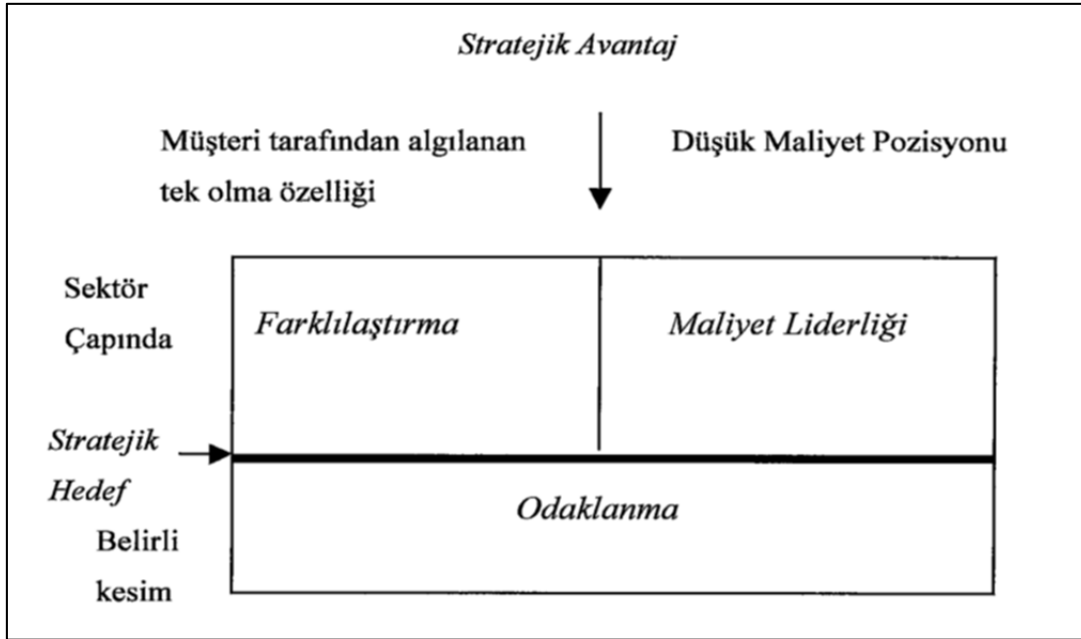 Stratejik Avantaj
Müşteri tarafından algılanan
tek olma özelliği
Düşük Maliyet Pozisyonu
Sektör
Çapında
Farklılaştırma
Maliyet Liderliği
Stratejik
Hedef
Odaklanma
Belirli
kesim